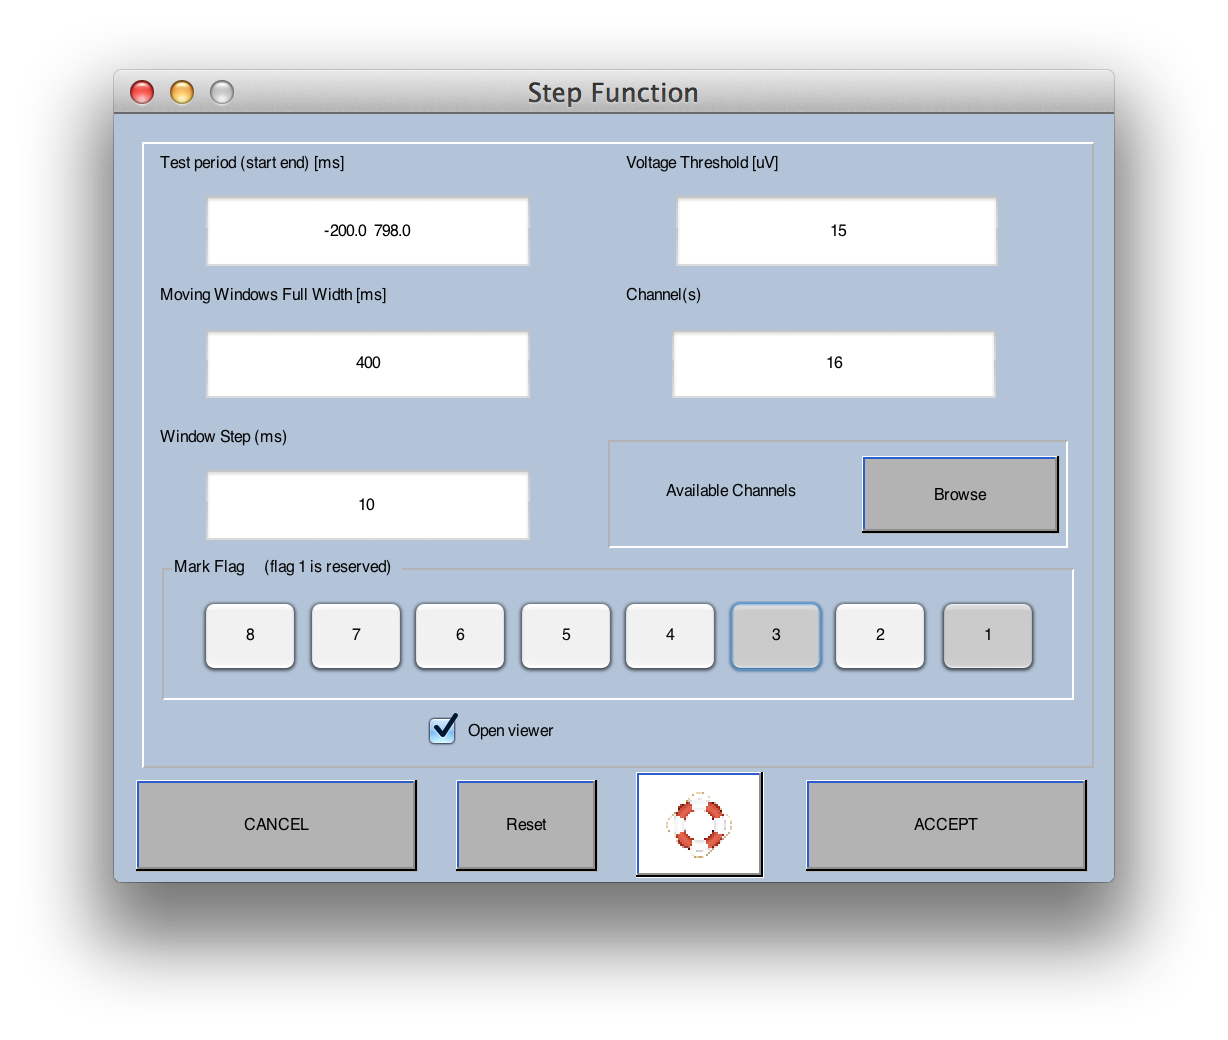 Step Function
Test period (start end) [ms]
Voltage Threshold [uV]
-200.0  798.0
15
Moving Windows Full Width [ms]
Channel(s)
400
16
Window Step (ms)
Available Channels
Browse
10
Mark Flag    (flag 1 is reserved)
8 7 6 5 4 3 2 1
Open viewer
CANCEL
Reset
ACCEPT